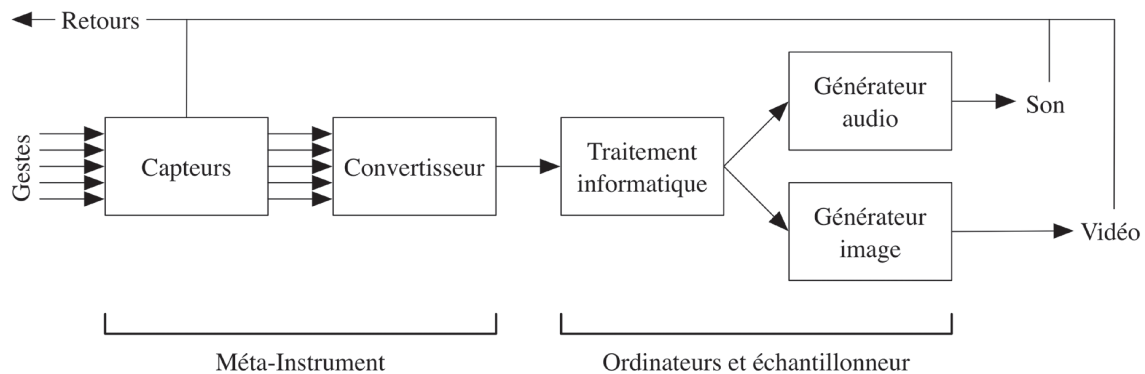 Retours
Gestes
Capteurs
Convertisseur
Traitement
informatique
Générateur
audio
Son
Générateur
image
Vidéo
Méta-Instrument
Ordinateurs et échantillonneur